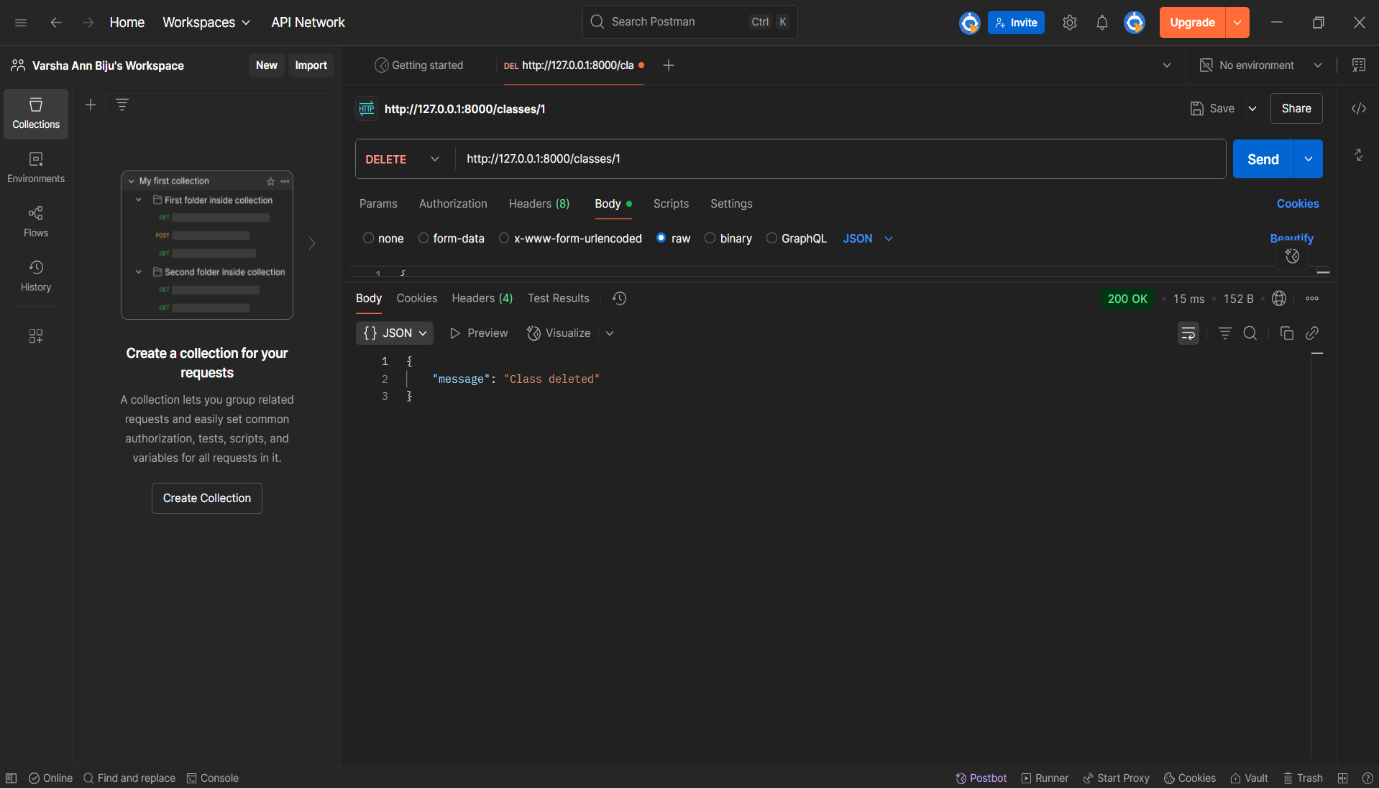 Home Workspaces API Network Search Postman Ctrl K Invite Upgrade
Varsha Ann Biju's Workspace New Import Getting started DEL http://127.0.0.1:8000/cla No environment
Collections
Environments
Flows
History
My first collection
First folder inside collection
GET
POST
GET
Second folder inside collection
GET
GET
Create a collection for your
requests
A collection lets you group related
requests and easily set common
authorization, tests, scripts, and
variables for all requests in it.
Create Collection
HTTP http://127.0.0.1:8000/classes/1 Save Share
DELETE http://127.0.0.1:8000/classes/1 Send
Params Authorization Headers (8) Body Scripts Settings Cookies
none form-data x-www-form-urlencoded raw binary GraphQL JSON Beautify
1 {
Body Cookies Headers (4) Test Results 200 OK 15 ms 152 B
{} JSON Preview Visualize
1 {
2 "message": "Class deleted"
3 }
Online Find and replace Console Postbot Runner Start Proxy Cookies Vault Trash